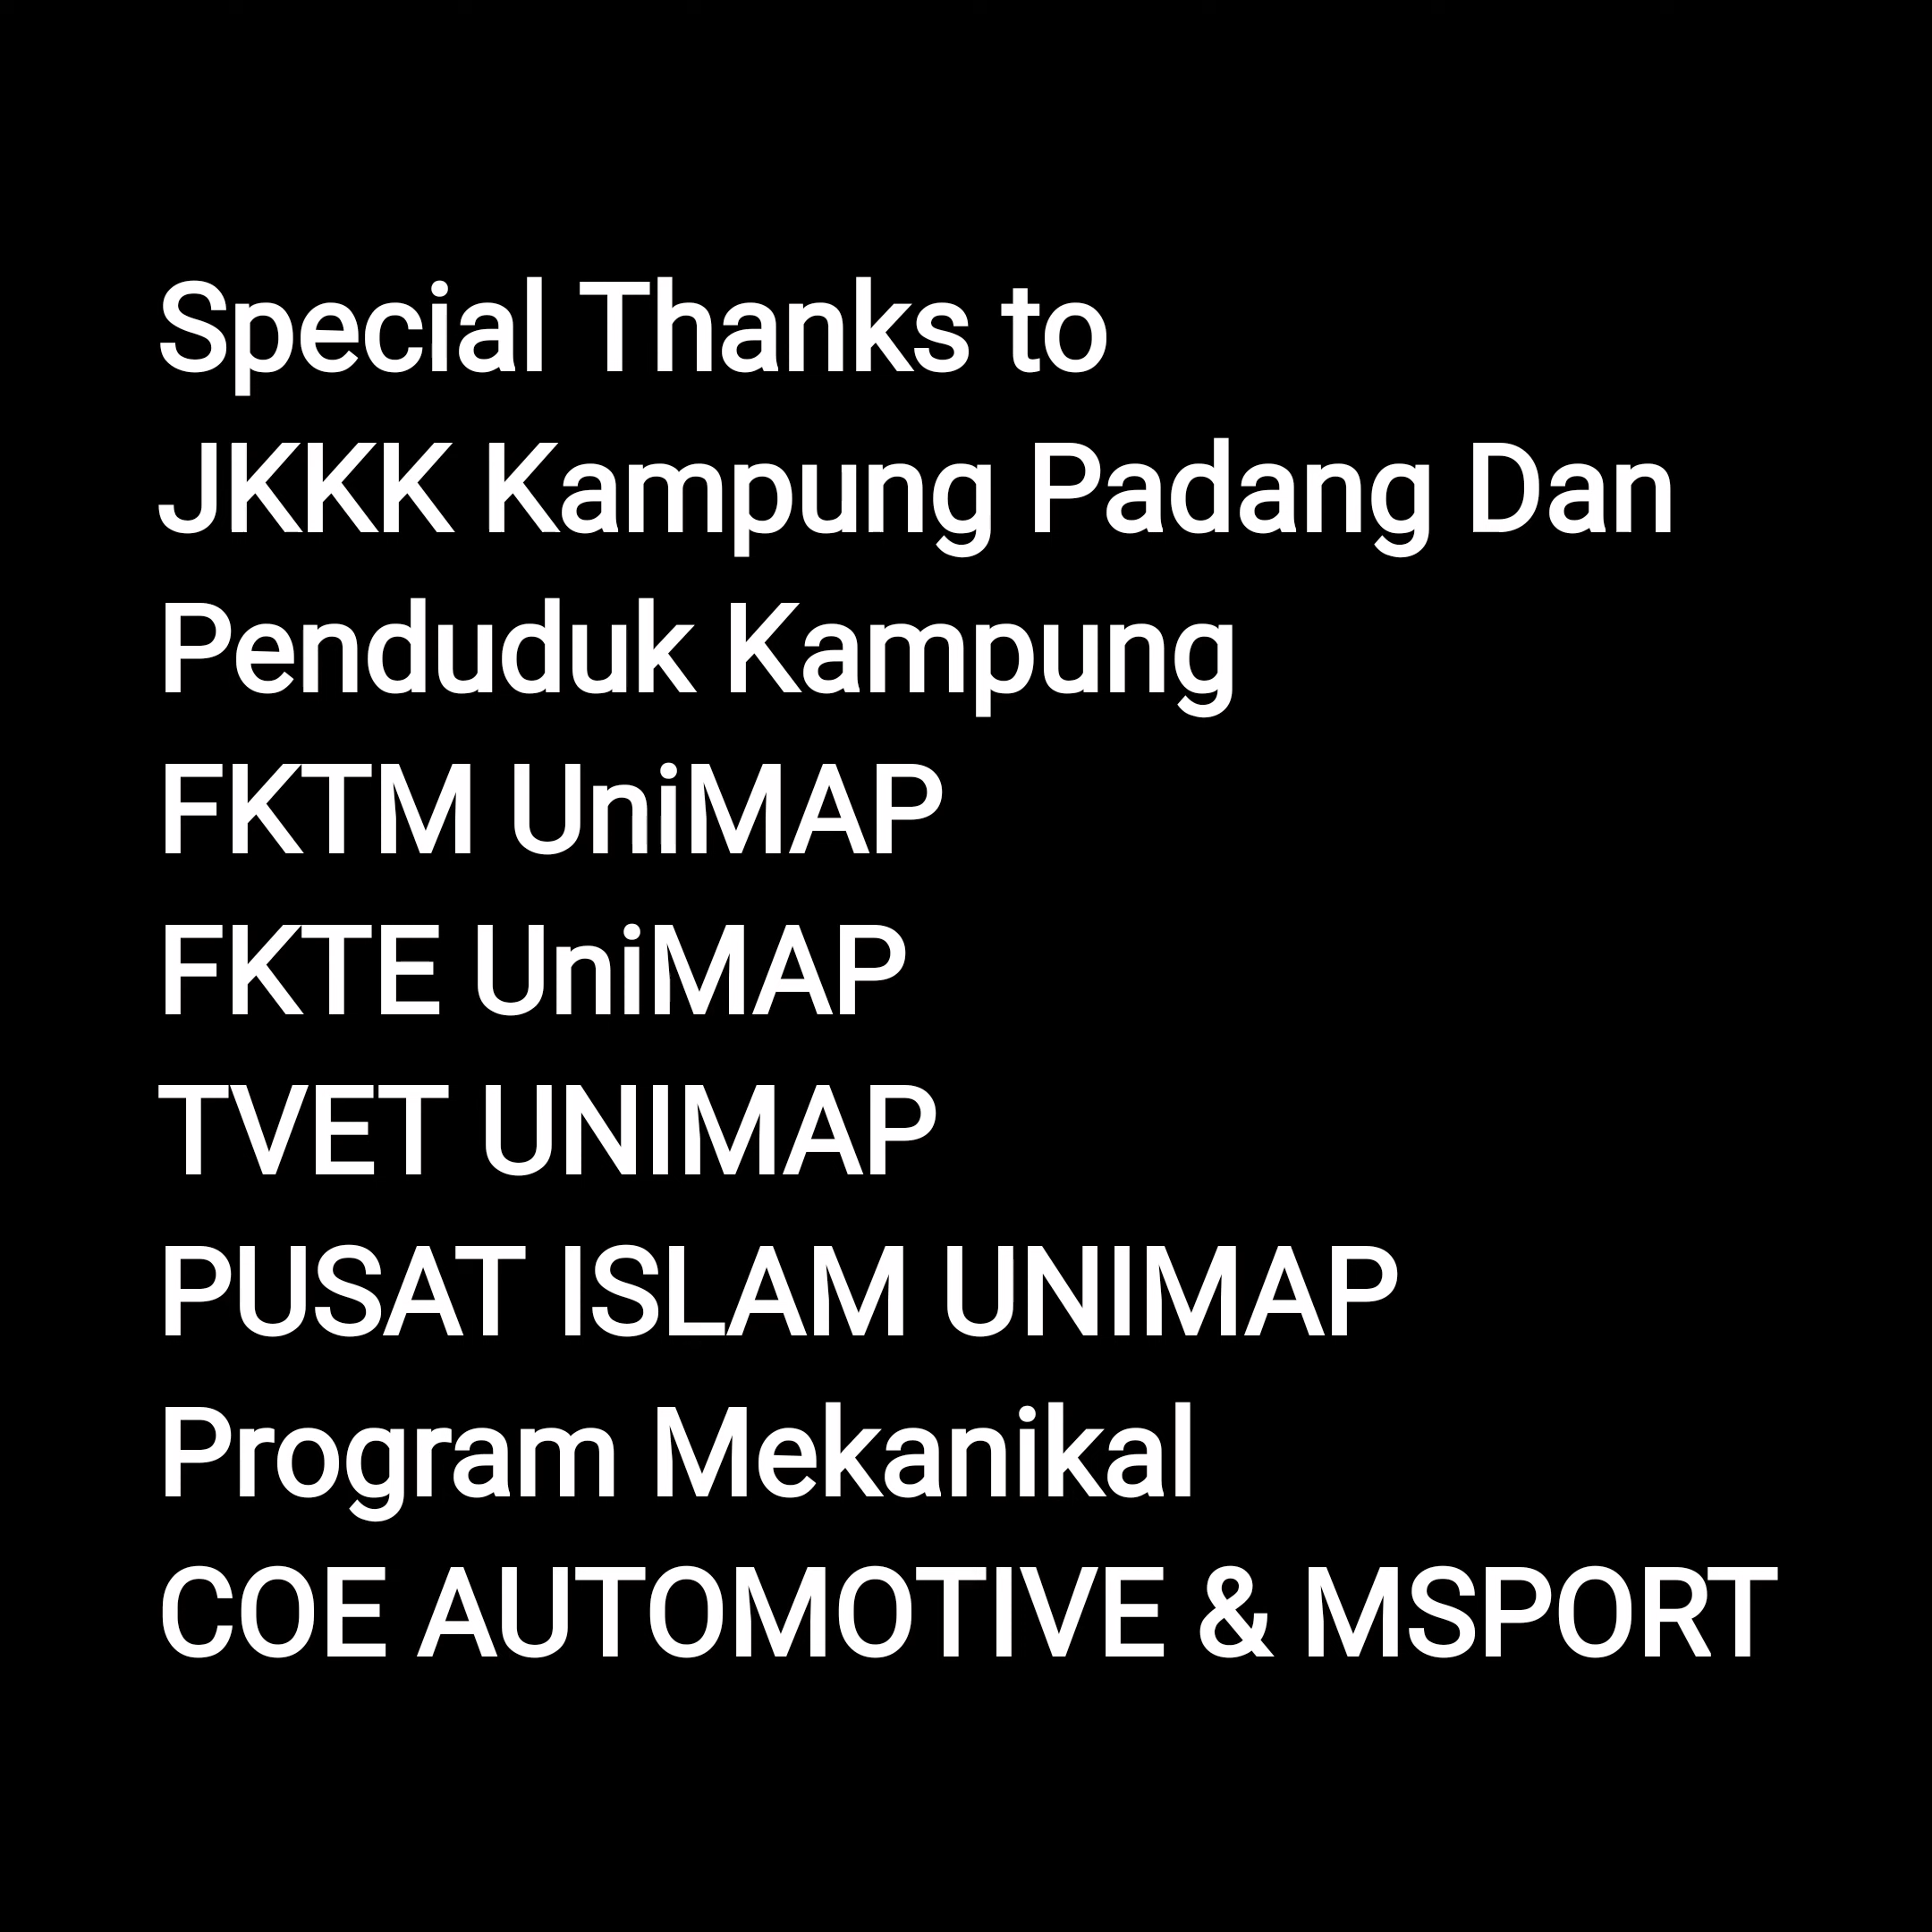 Special Thanks to
JKKK Kampung Padang Dan
Penduduk Kampung
FKTM UniMAP
FKTE UniMAP
TVET UNIMAP
PUSAT ISLAM UNIMAP
Program Mekanikal
COE AUTOMOTIVE & MSPORT